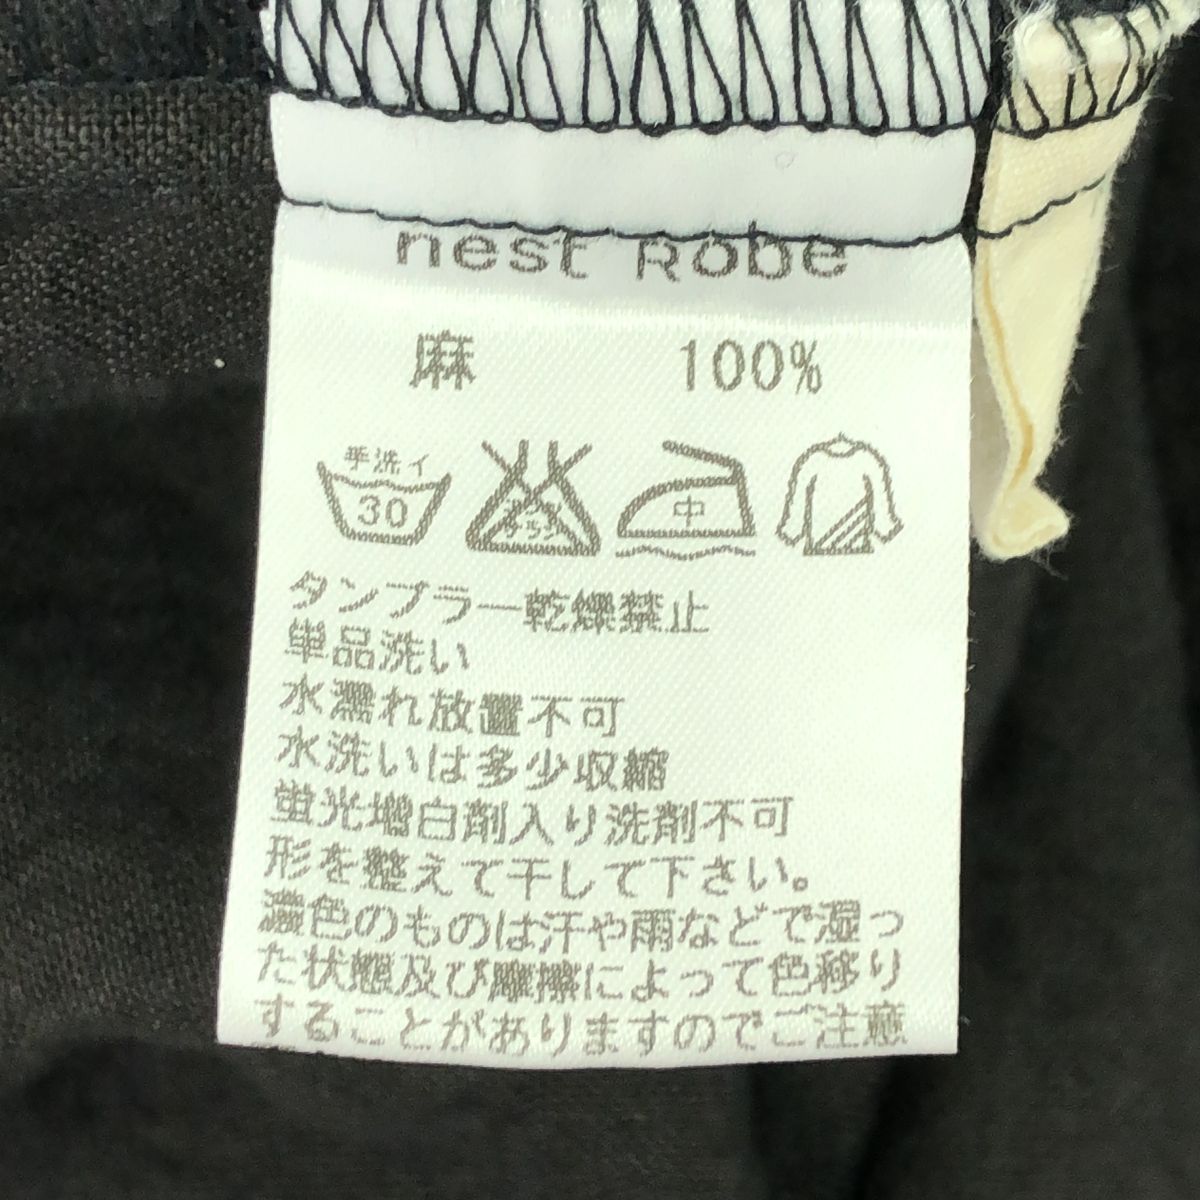 nest Robe
麻 100%
手洗イ
30
中
タンブラー乾燥禁止
単品洗い
水濡れ放置不可
水洗いは多少収縮
蛍光増白剤入り洗剤不可
形を整えて干して下さい。
濃色のものは汗や雨などで湿っ
た状態及び摩擦によって色移り
することがありますのでご注意